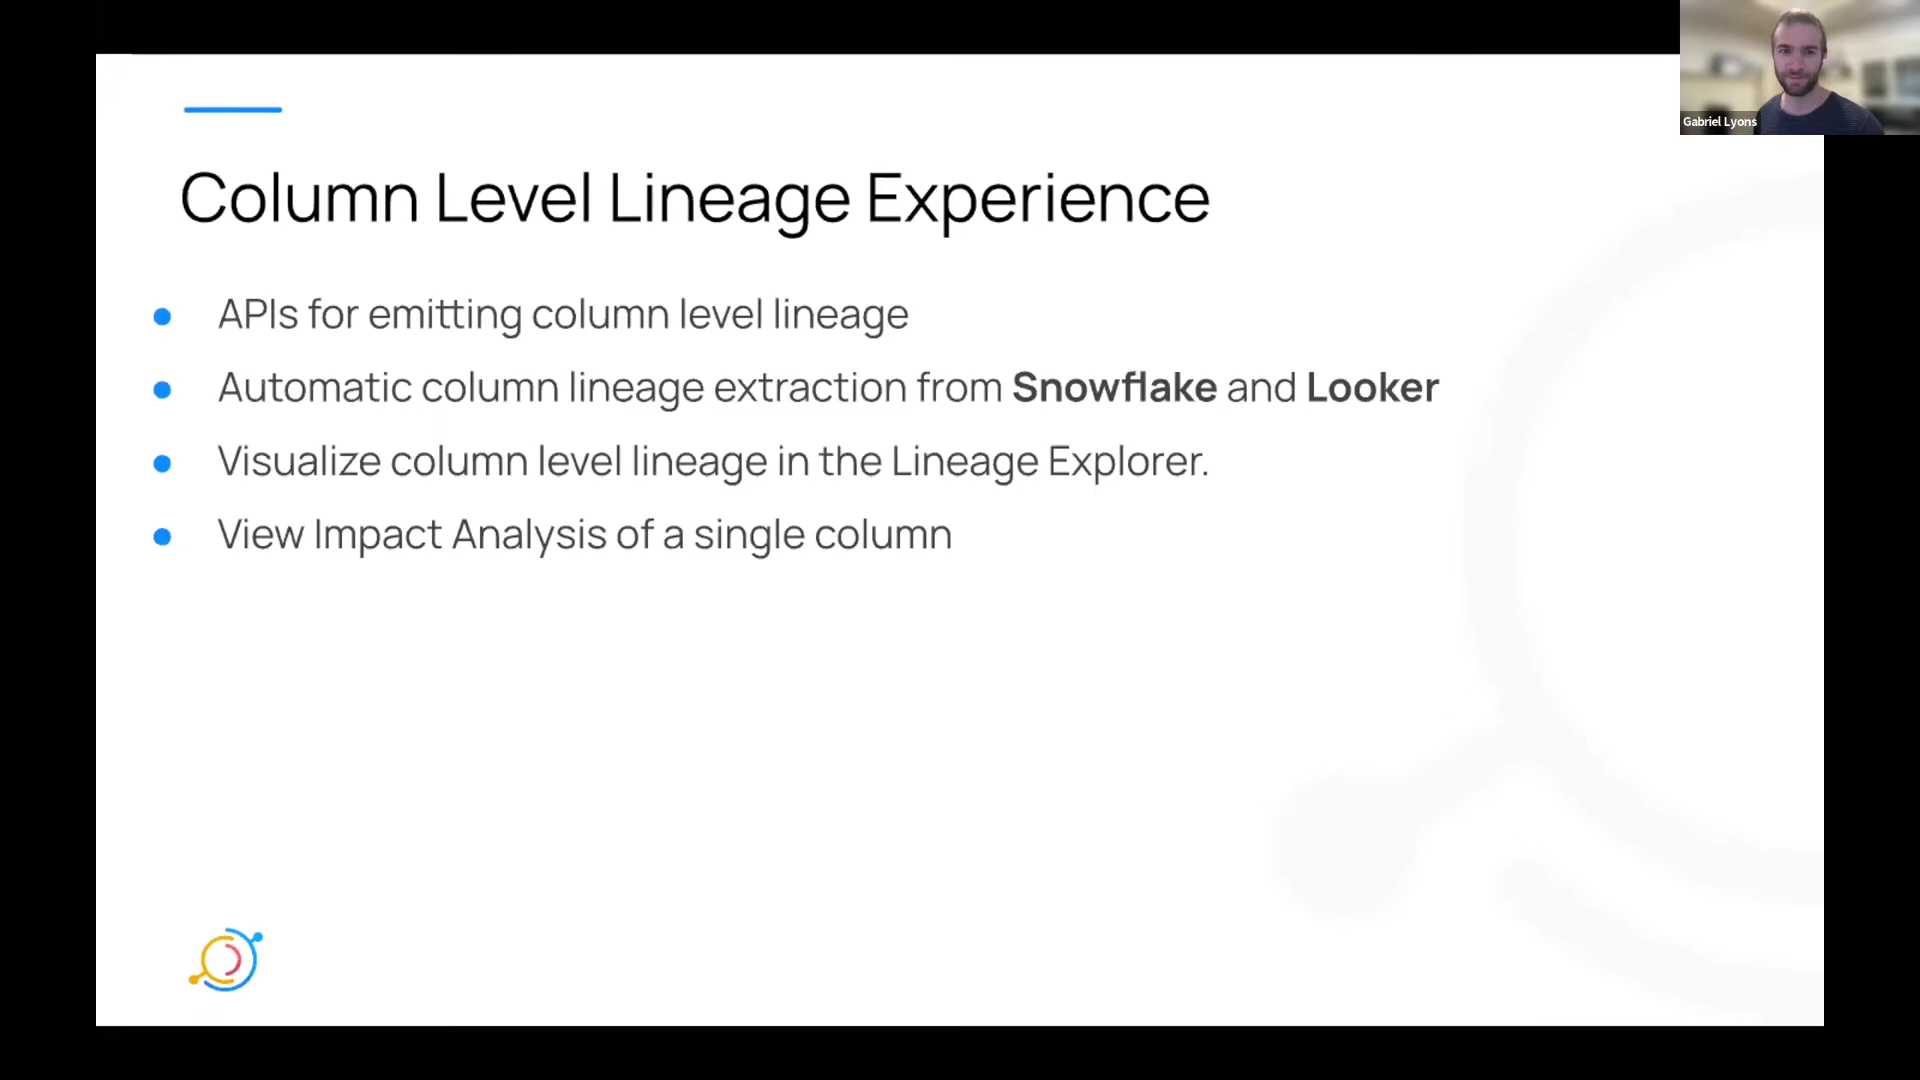 Gabriel Lyons
Column Level Lineage Experience
APIs for emitting column level lineage
Automatic column lineage extraction from Snowflake and Looker
Visualize column level lineage in the Lineage Explorer.
View Impact Analysis of a single column